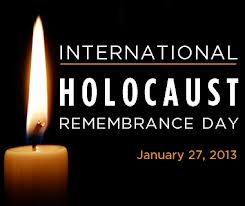 INTERNATIONAL
HOLOCAUST
REMEMBRANCE DAY
January 27, 2013